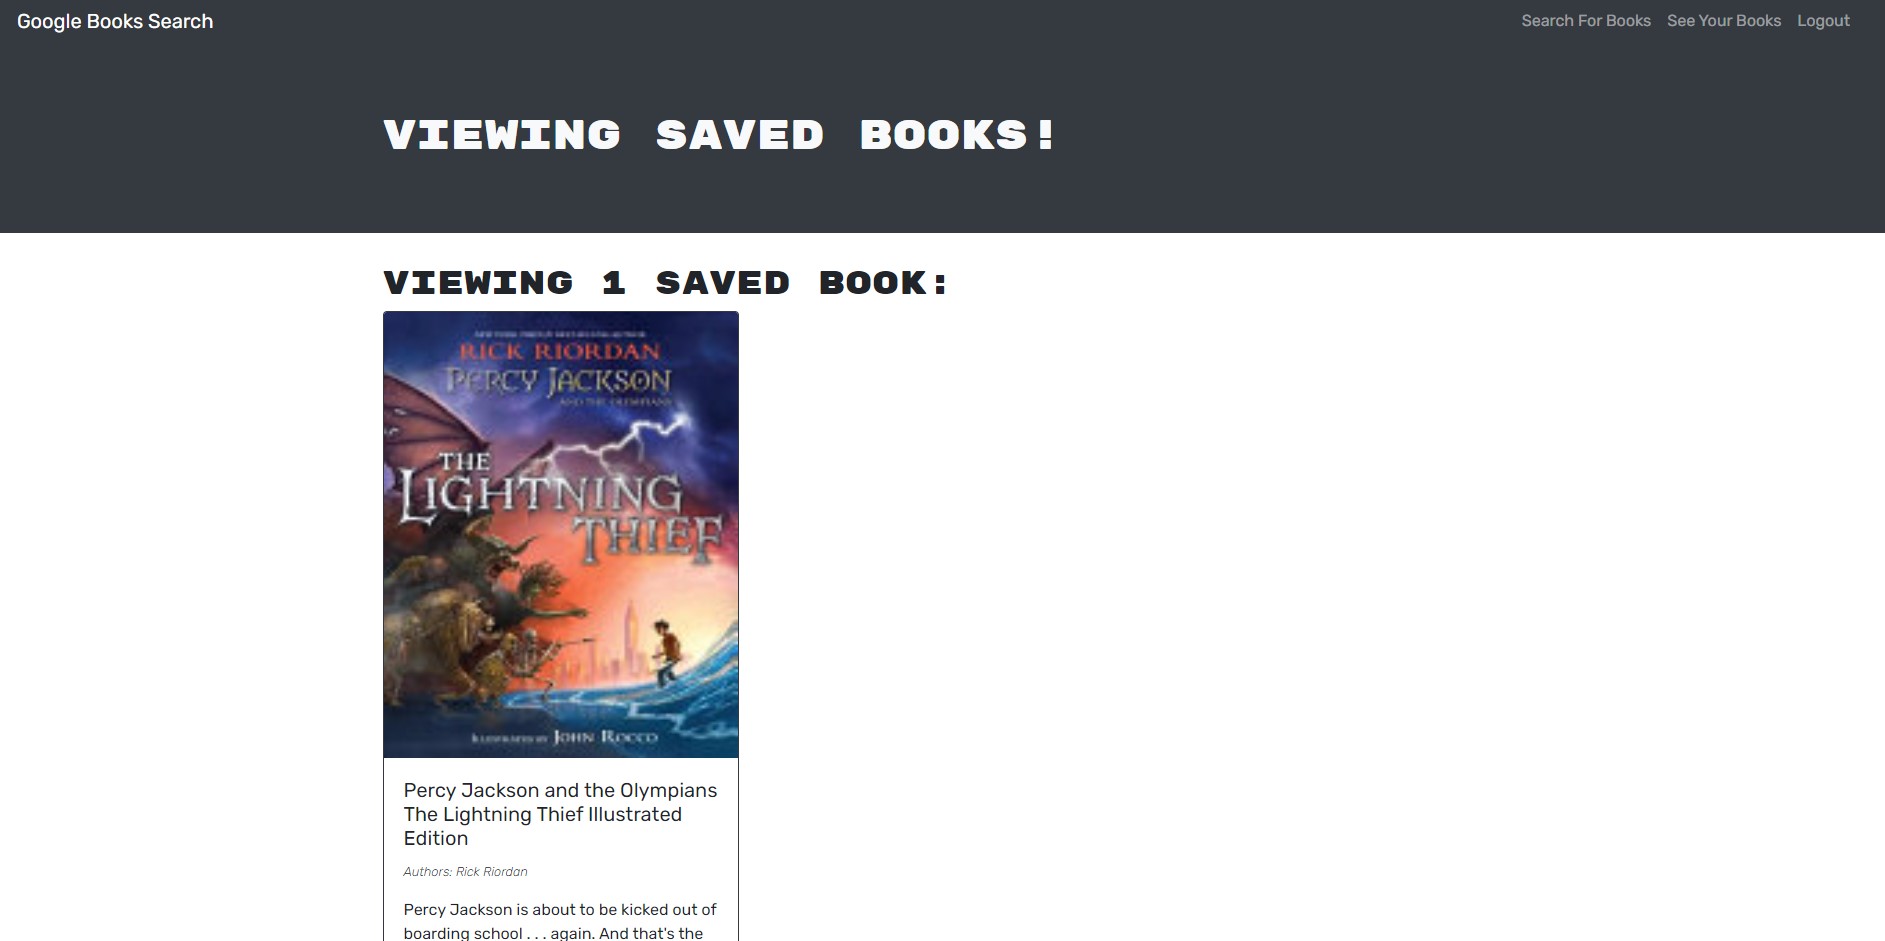 Google Books Search
Search For Books See Your Books Logout
VIEWING SAVED BOOKS!
VIEWING 1 SAVED BOOK:
RICK RIORDAN
PERCY JACKSON
AND THE OLYMPIANS
THE
LIGHTNING
THIEF
ILLUSTRATED BY JOHN ROCCO
Percy Jackson and the Olympians
The Lightning Thief Illustrated
Edition
Authors: Rick Riordan
Percy Jackson is about to be kicked out of
boarding school . . . again. And that's the